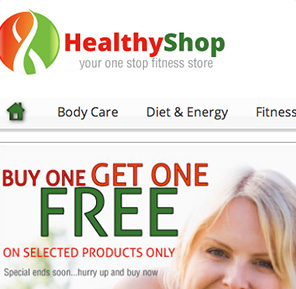 HealthyShop
your one stop fitness store
Body Care Diet & Energy Fitness
BUY ONE GET ONE
FREE
ON SELECTED PRODUCTS ONLY
Special ends soon...hurry up and buy now